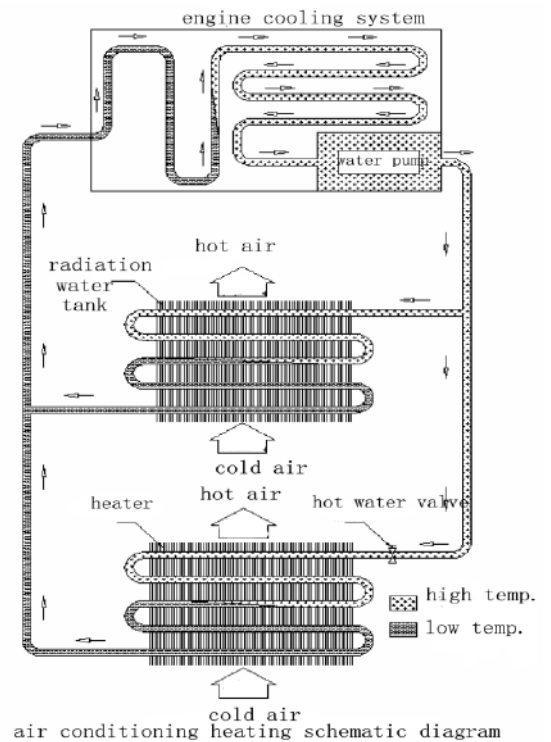 engine cooling system
water pump
hot air
radiation
water
tank
cold air
hot air
heater
hot water valve
high temp.
low temp.
cold air
air conditioning heating schematic diagram